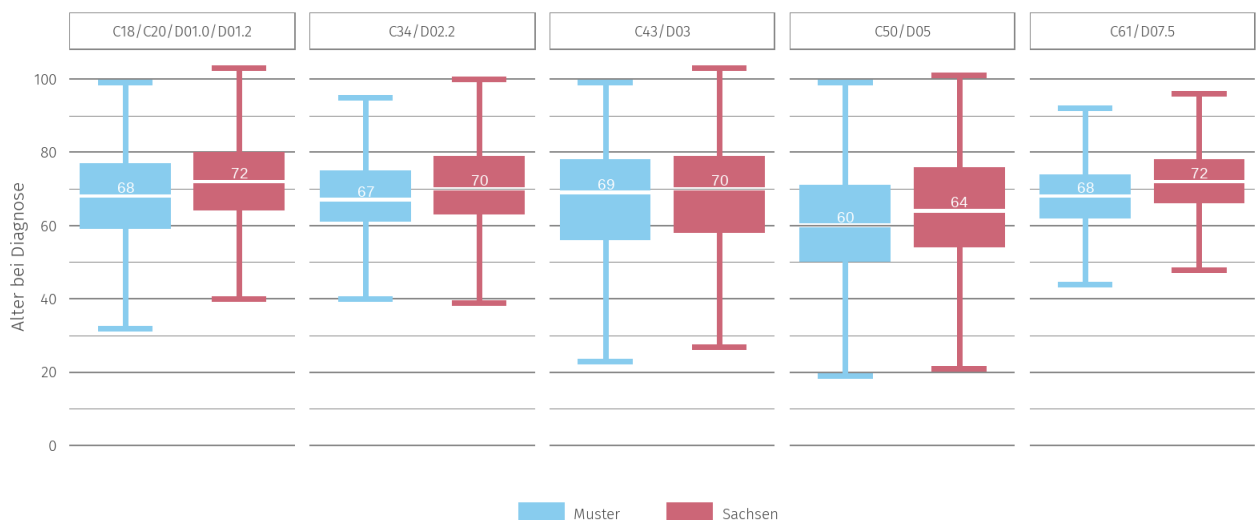 C18/C20/D01.0/D01.2
C34/D02.2
C43/D03
C50/D05
C61/D07.5
Alter bei Diagnose
100
80
60
40
20
0
68
72
67
70
69
70
60
64
68
72
Muster
Sachsen